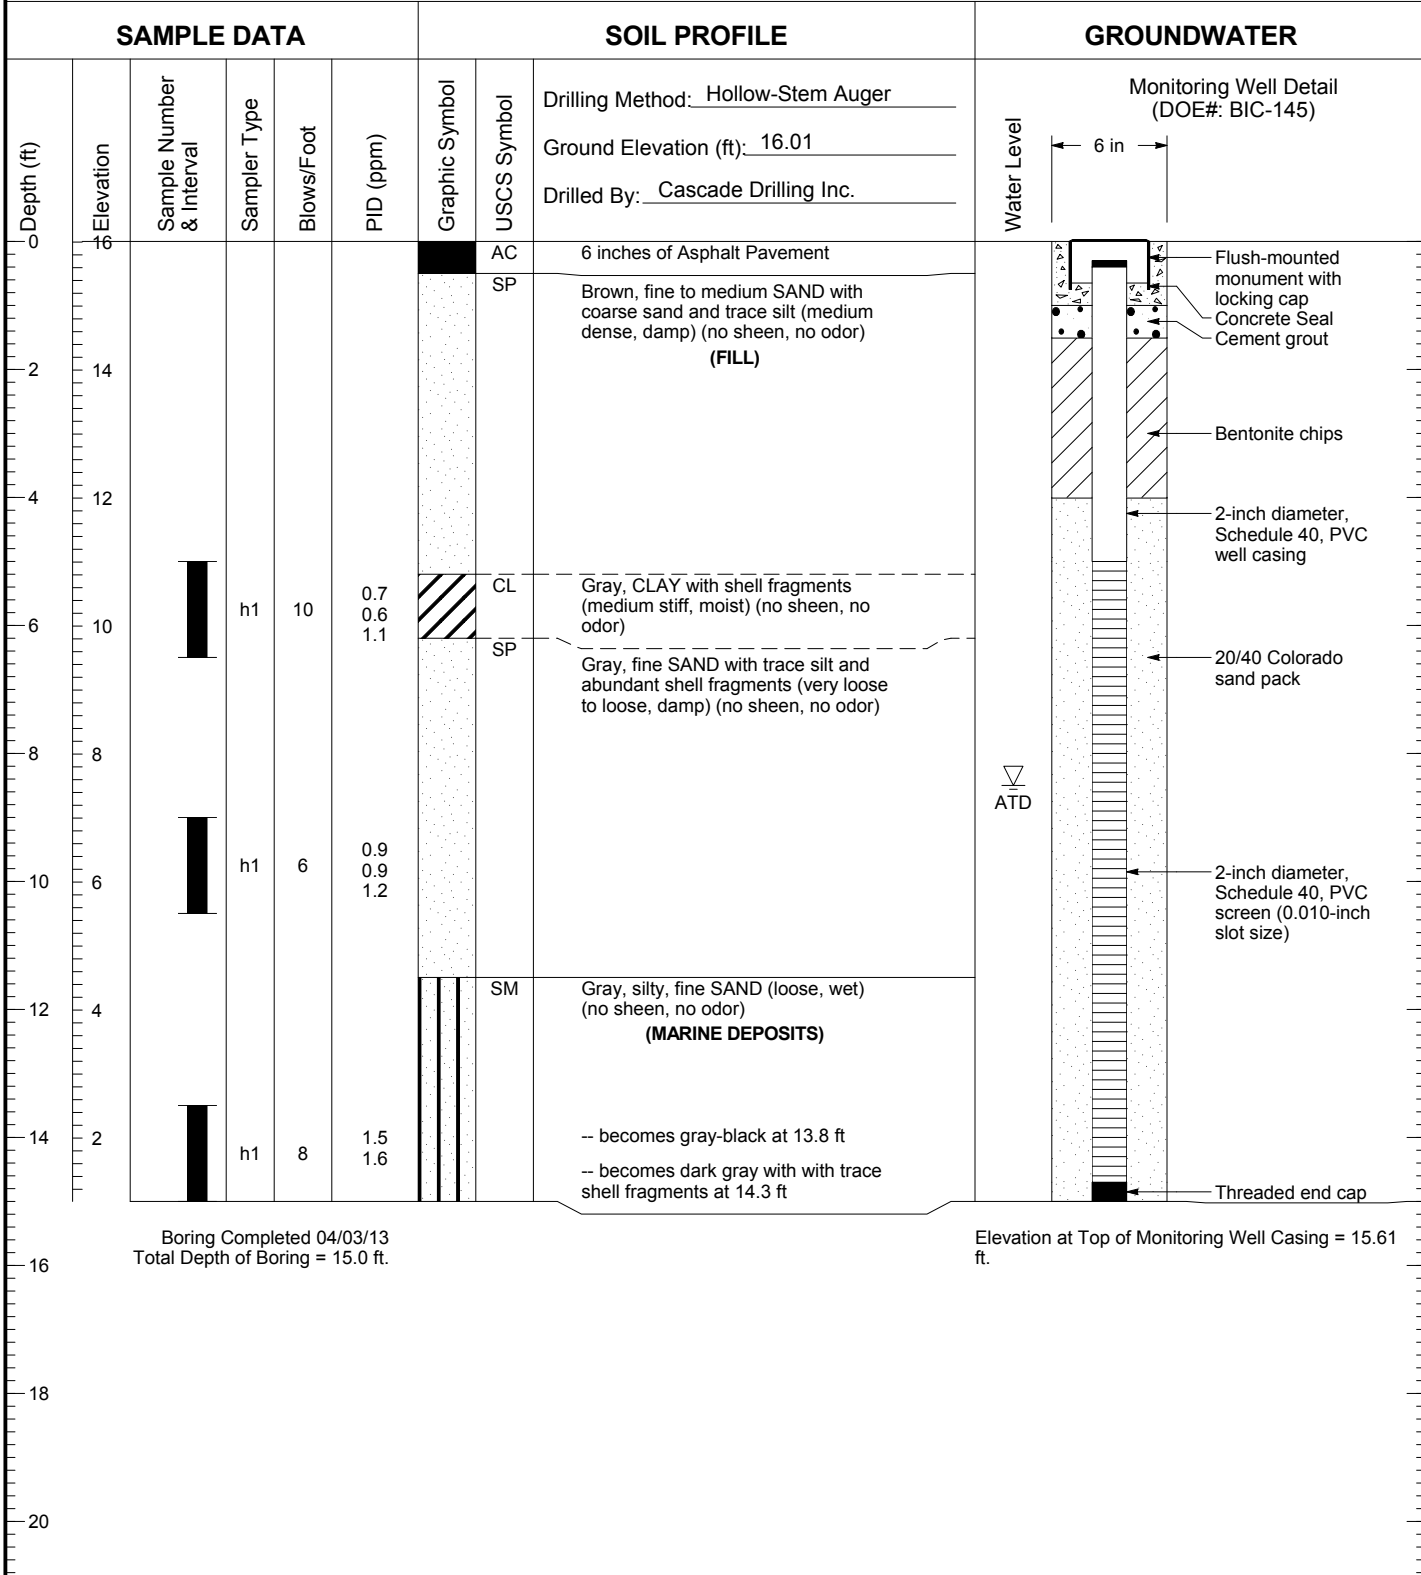 SAMPLE DATA
SOIL PROFILE
GROUNDWATER
Depth (ft)
Elevation
Sample Number
& Interval
Sampler Type
Blows/Foot
PID (ppm)
Graphic Symbol
USCS Symbol
Drilling Method: Hollow-Stem Auger
Ground Elevation (ft): 16.01
Drilled By: Cascade Drilling Inc.
Water Level
Monitoring Well Detail
(DOE#: BIC-145)
6 in
0
16
AC
6 inches of Asphalt Pavement
SP
Brown, fine to medium SAND with
coarse sand and trace silt (medium
dense, damp) (no sheen, no odor)
(FILL)
Flush-mounted
monument with
locking cap
Concrete Seal
Cement grout
2
14
Bentonite chips
4
12
2-inch diameter,
Schedule 40, PVC
well casing
h1
10
0.7
0.6
1.1
CL
Gray, CLAY with shell fragments
(medium stiff, moist) (no sheen, no
odor)
6
10
SP
Gray, fine SAND with trace silt and
abundant shell fragments (very loose
to loose, damp) (no sheen, no odor)
20/40 Colorado
sand pack
8
8
ATD
h1
6
0.9
0.9
1.2
10
6
2-inch diameter,
Schedule 40, PVC
screen (0.010-inch
slot size)
SM
Gray, silty, fine SAND (loose, wet)
(no sheen, no odor)
(MARINE DEPOSITS)
12
4
14
2
h1
8
1.5
1.6
-- becomes gray-black at 13.8 ft
-- becomes dark gray with with trace
shell fragments at 14.3 ft
Threaded end cap
Boring Completed 04/03/13
Total Depth of Boring = 15.0 ft.
Elevation at Top of Monitoring Well Casing = 15.61
ft.
16
18
20